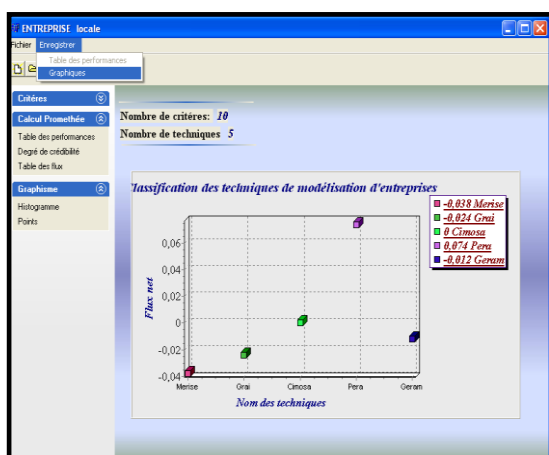 ENTREPRISE locale
Fichier Enregistrer
Table des performances
Graphiques
Critéres
Calcul Promethée
Table des performances
Degré de crédibilité
Table des flux
Graphisme
Histogramme
Points
Nombre de critéres: 10
Nombre de techniques 5
Classification des techniques de modélisation d'entreprises
-0,038 Merise
-0,024 Grai
0 Cimosa
0,074 Pera
-0,012 Geram
Flux net
0,06
0,04
0,02
0
-0,02
-0,04
Merise Grai Cimosa Pera Geram
Nom des techniques